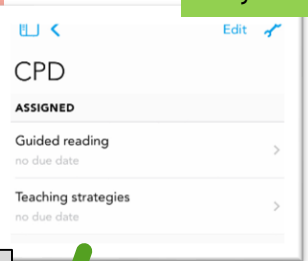 Edit
CPD
ASSIGNED
Guided reading
no due date
Teaching strategies
no due date